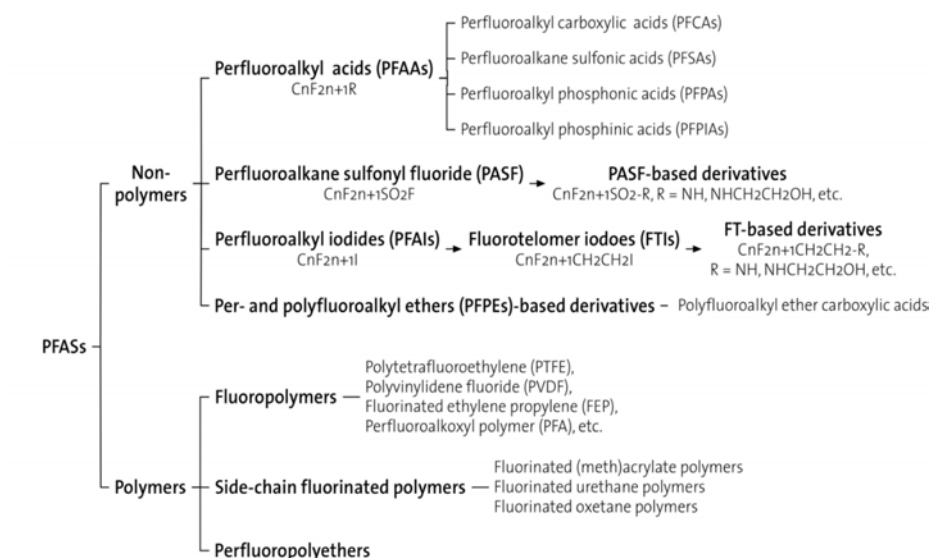 Perfluoroalkyl carboxylic acids (PFCAs)
Perfluoroalkane sulfonic acids (PFSAs)
Perfluoroalkyl acids (PFAAs)
CnF2n+1R
Perfluoroalkyl phosphonic acids (PFPAs)
Perfluoroalkyl phosphinic acids (PFPIAs)
Non-
polymers
Perfluoroalkane sulfonyl fluoride (PASF)
CnF2n+1SO2F
PASF-based derivatives
CnF2n+1SO2-R, R = NH, NHCH2CH2OH, etc.
Perfluoroalkyl iodides (PFAIs)
CnF2n+1I
Fluorotelomer iodoes (FTIs)
CnF2n+1CH2CH2I
FT-based derivatives
CnF2n+1CH2CH2-R,
R = NH, NHCH2CH2OH, etc.
Per- and polyfluoroalkyl ethers (PFPEs)-based derivatives – Polyfluoroalkyl ether carboxylic acids
PFASs
Fluoropolymers
Polytetrafluoroethylene (PTFE),
Polyvinylidene fluoride (PVDF),
Fluorinated ethylene propylene (FEP),
Perfluoroalkoxyl polymer (PFA), etc.
Polymers
Side-chain fluorinated polymers
Fluorinated (meth)acrylate polymers
Fluorinated urethane polymers
Fluorinated oxetane polymers
Perfluoropolyethers